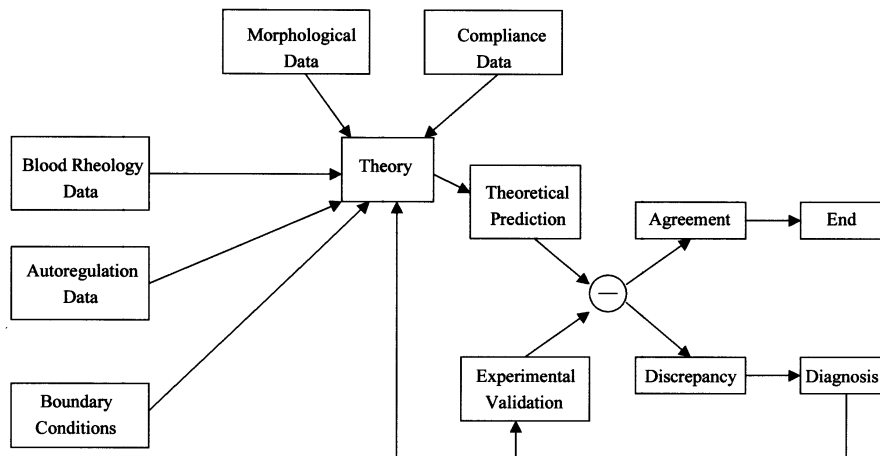 Morphological
Data
Compliance
Data
Blood Rheology
Data
Theory
Theoretical
Prediction
Agreement
End
Autoregulation
Data
—
Experimental
Validation
Discrepancy
Diagnosis
Boundary
Conditions